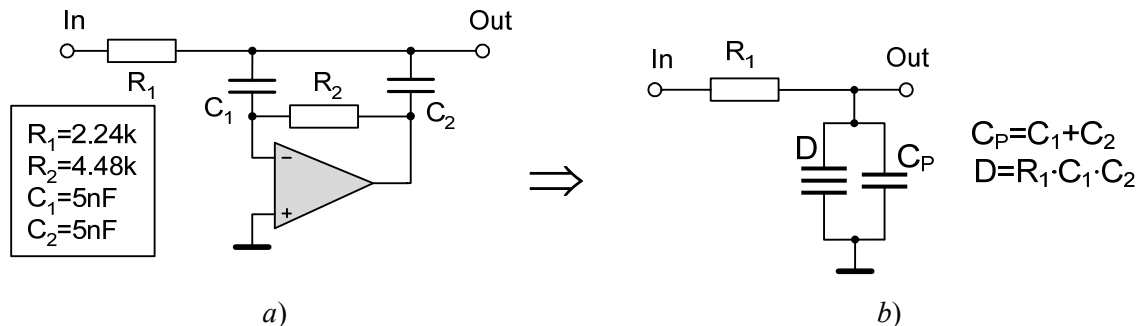 In
Out
R₁
C₁
R₂
C₂
R₁=2.24k
R₂=4.48k
C₁=5nF
C₂=5nF
−
+
a)
In
R₁
Out
D
Cₚ
Cₚ=C₁+C₂
D=R₁·C₁·C₂
b)